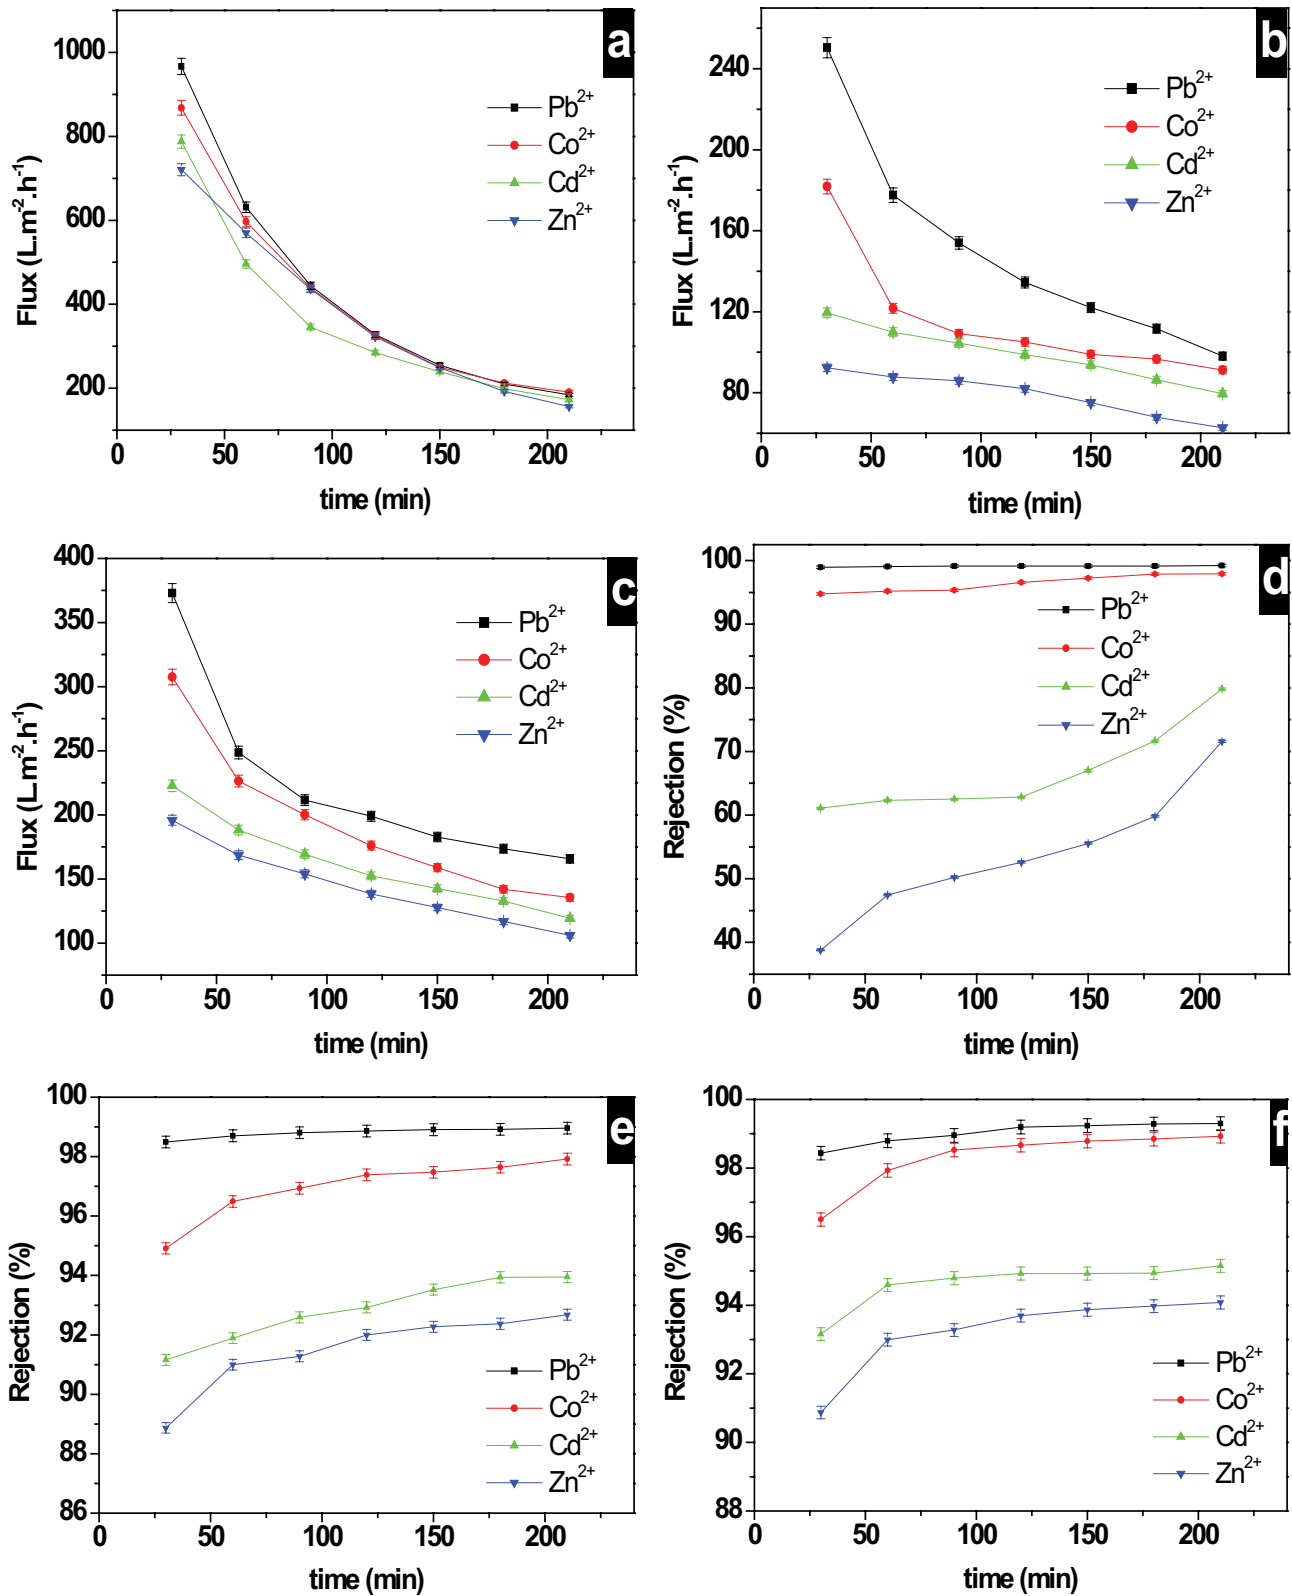 a
1000
800
600
400
200
Flux (L.m⁻².h⁻¹)
Pb²⁺
Co²⁺
Cd²⁺
Zn²⁺
0 50 100 150 200
time (min)
b
240
200
160
120
80
Flux (L.m⁻².h⁻¹)
Pb²⁺
Co²⁺
Cd²⁺
Zn²⁺
0 50 100 150 200
time (min)
c
400
350
300
250
200
150
100
Flux (L.m⁻².h⁻¹)
Pb²⁺
Co²⁺
Cd²⁺
Zn²⁺
0 50 100 150 200
time (min)
d
100
90
80
70
60
50
40
Rejection (%)
Pb²⁺
Co²⁺
Cd²⁺
Zn²⁺
0 50 100 150 200
time (min)
e
100
98
96
94
92
90
88
86
Rejection (%)
Pb²⁺
Co²⁺
Cd²⁺
Zn²⁺
0 50 100 150 200
time (min)
f
100
98
96
94
92
90
88
Rejection (%)
Pb²⁺
Co²⁺
Cd²⁺
Zn²⁺
0 50 100 150 200
time (min)